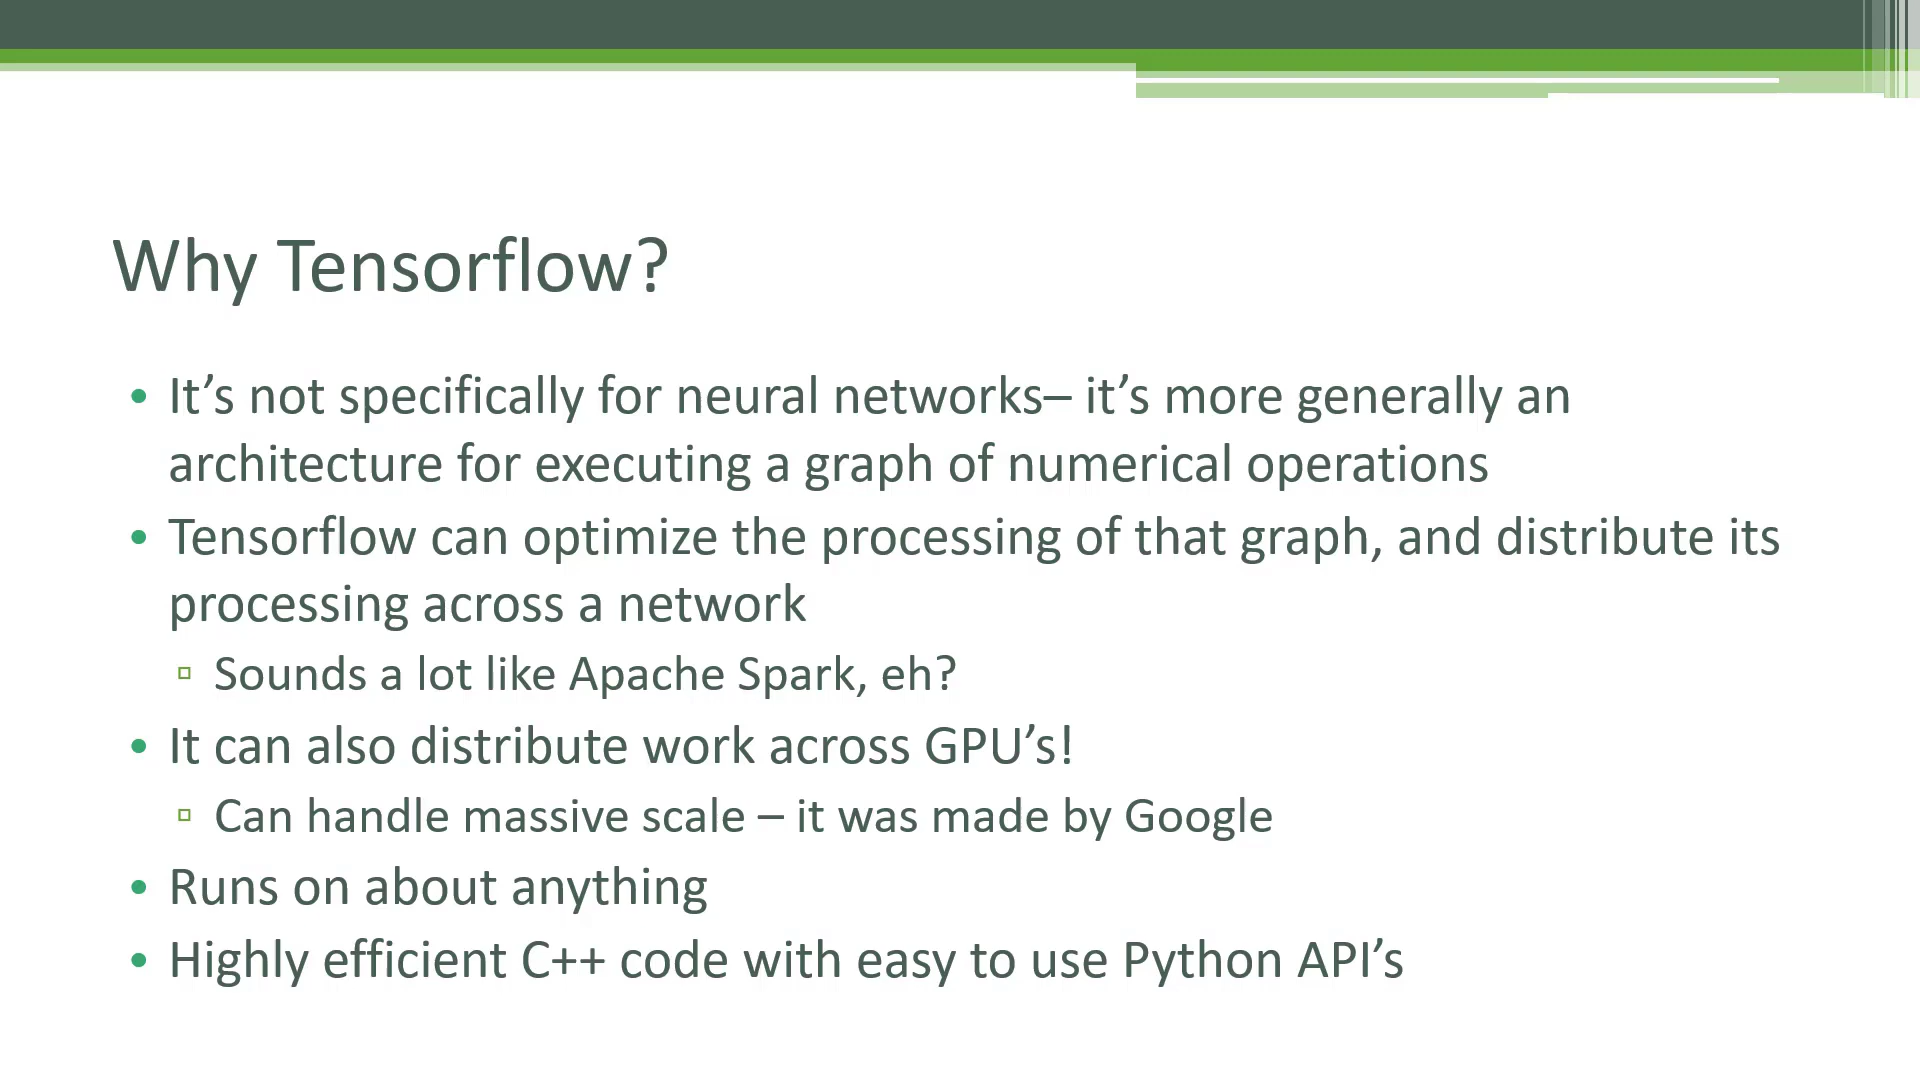 Why Tensorflow?
• It’s not specifically for neural networks– it’s more generally an
architecture for executing a graph of numerical operations
• Tensorflow can optimize the processing of that graph, and distribute its
processing across a network
▫ Sounds a lot like Apache Spark, eh?
• It can also distribute work across GPU’s!
▫ Can handle massive scale – it was made by Google
• Runs on about anything
• Highly efficient C++ code with easy to use Python API’s